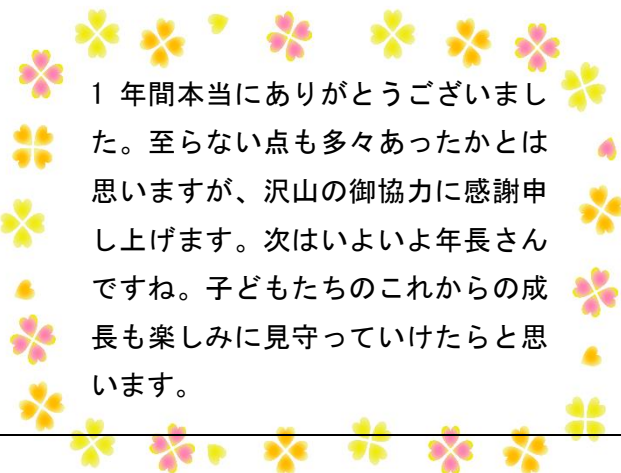 1 年間本当にありがとうございまし
た。至らない点も多々あったかとは
思いますが、沢山の御協力に感謝申
し上げます。次はいよいよ年長さん
ですね。子どもたちのこれからの成
長も楽しみに見守っていけたらと思
います。